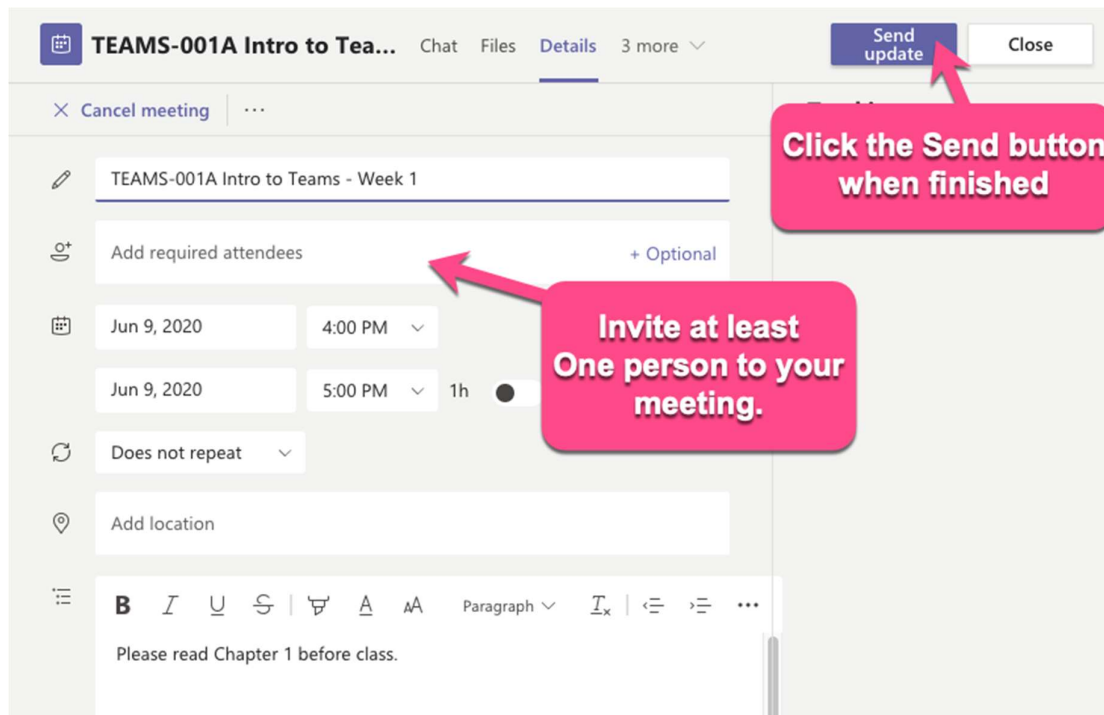 TEAMS-001A Intro to Tea... Chat Files Details 3 more
Send
update
Close
Cancel meeting ...
Click the Send button
when finished
TEAMS-001A Intro to Teams - Week 1
Add required attendees + Optional
Invite at least
One person to your
meeting.
Jun 9, 2020 4:00 PM
Jun 9, 2020 5:00 PM 1h
Does not repeat
Add location
B I U S A AA Paragraph Tx ...
Please read Chapter 1 before class.